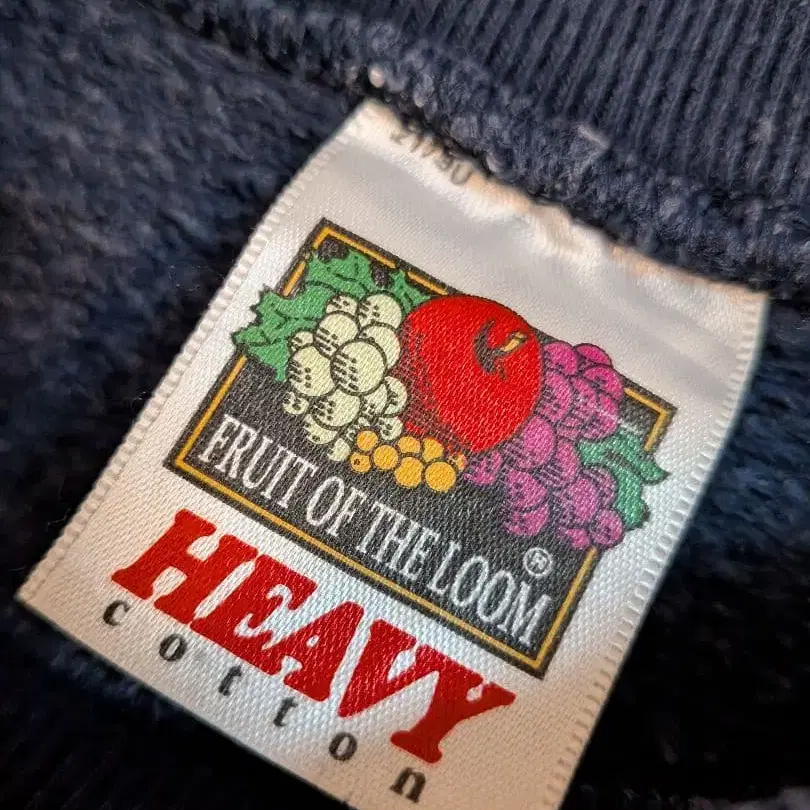 FRUIT OF THE LOOM ®
HEAVY
cotton